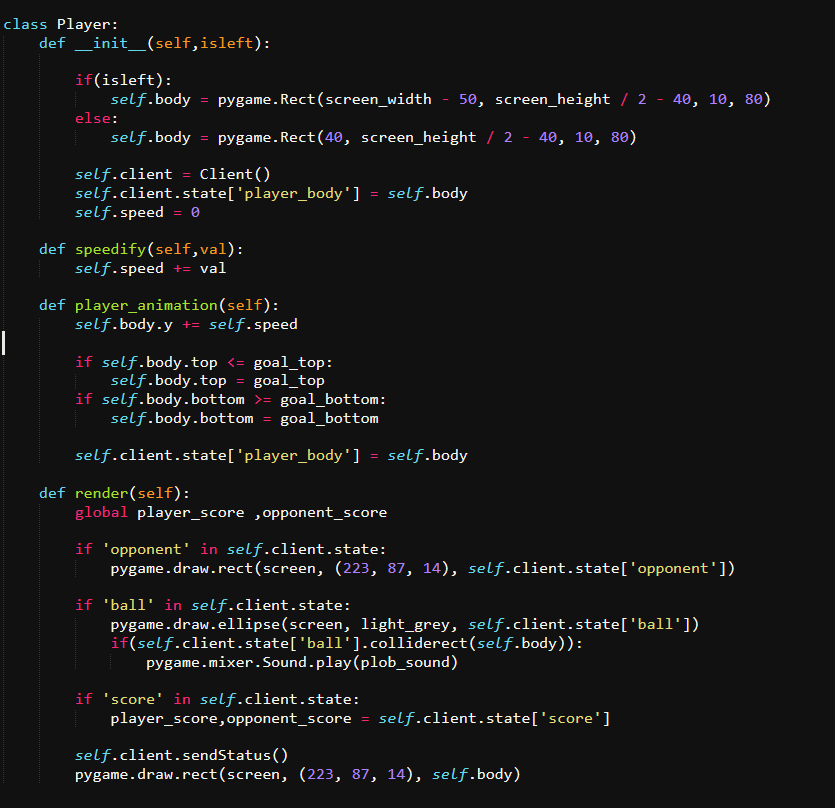 class Player:
    def __init__(self,isleft):

        if(isleft):
            self.body = pygame.Rect(screen_width - 50, screen_height / 2 - 40, 10, 80)
        else:
            self.body = pygame.Rect(40, screen_height / 2 - 40, 10, 80)

        self.client = Client()
        self.client.state['player_body'] = self.body
        self.speed = 0

    def speedify(self,val):
        self.speed += val

    def player_animation(self):
        self.body.y += self.speed

        if self.body.top <= goal_top:
            self.body.top = goal_top
        if self.body.bottom >= goal_bottom:
            self.body.bottom = goal_bottom

        self.client.state['player_body'] = self.body

    def render(self):
        global player_score ,opponent_score

        if 'opponent' in self.client.state:
            pygame.draw.rect(screen, (223, 87, 14), self.client.state['opponent'])

        if 'ball' in self.client.state:
            pygame.draw.ellipse(screen, light_grey, self.client.state['ball'])
            if(self.client.state['ball'].colliderect(self.body)):
                pygame.mixer.Sound.play(plob_sound)

        if 'score' in self.client.state:
            player_score,opponent_score = self.client.state['score']

        self.client.sendStatus()
        pygame.draw.rect(screen, (223, 87, 14), self.body)